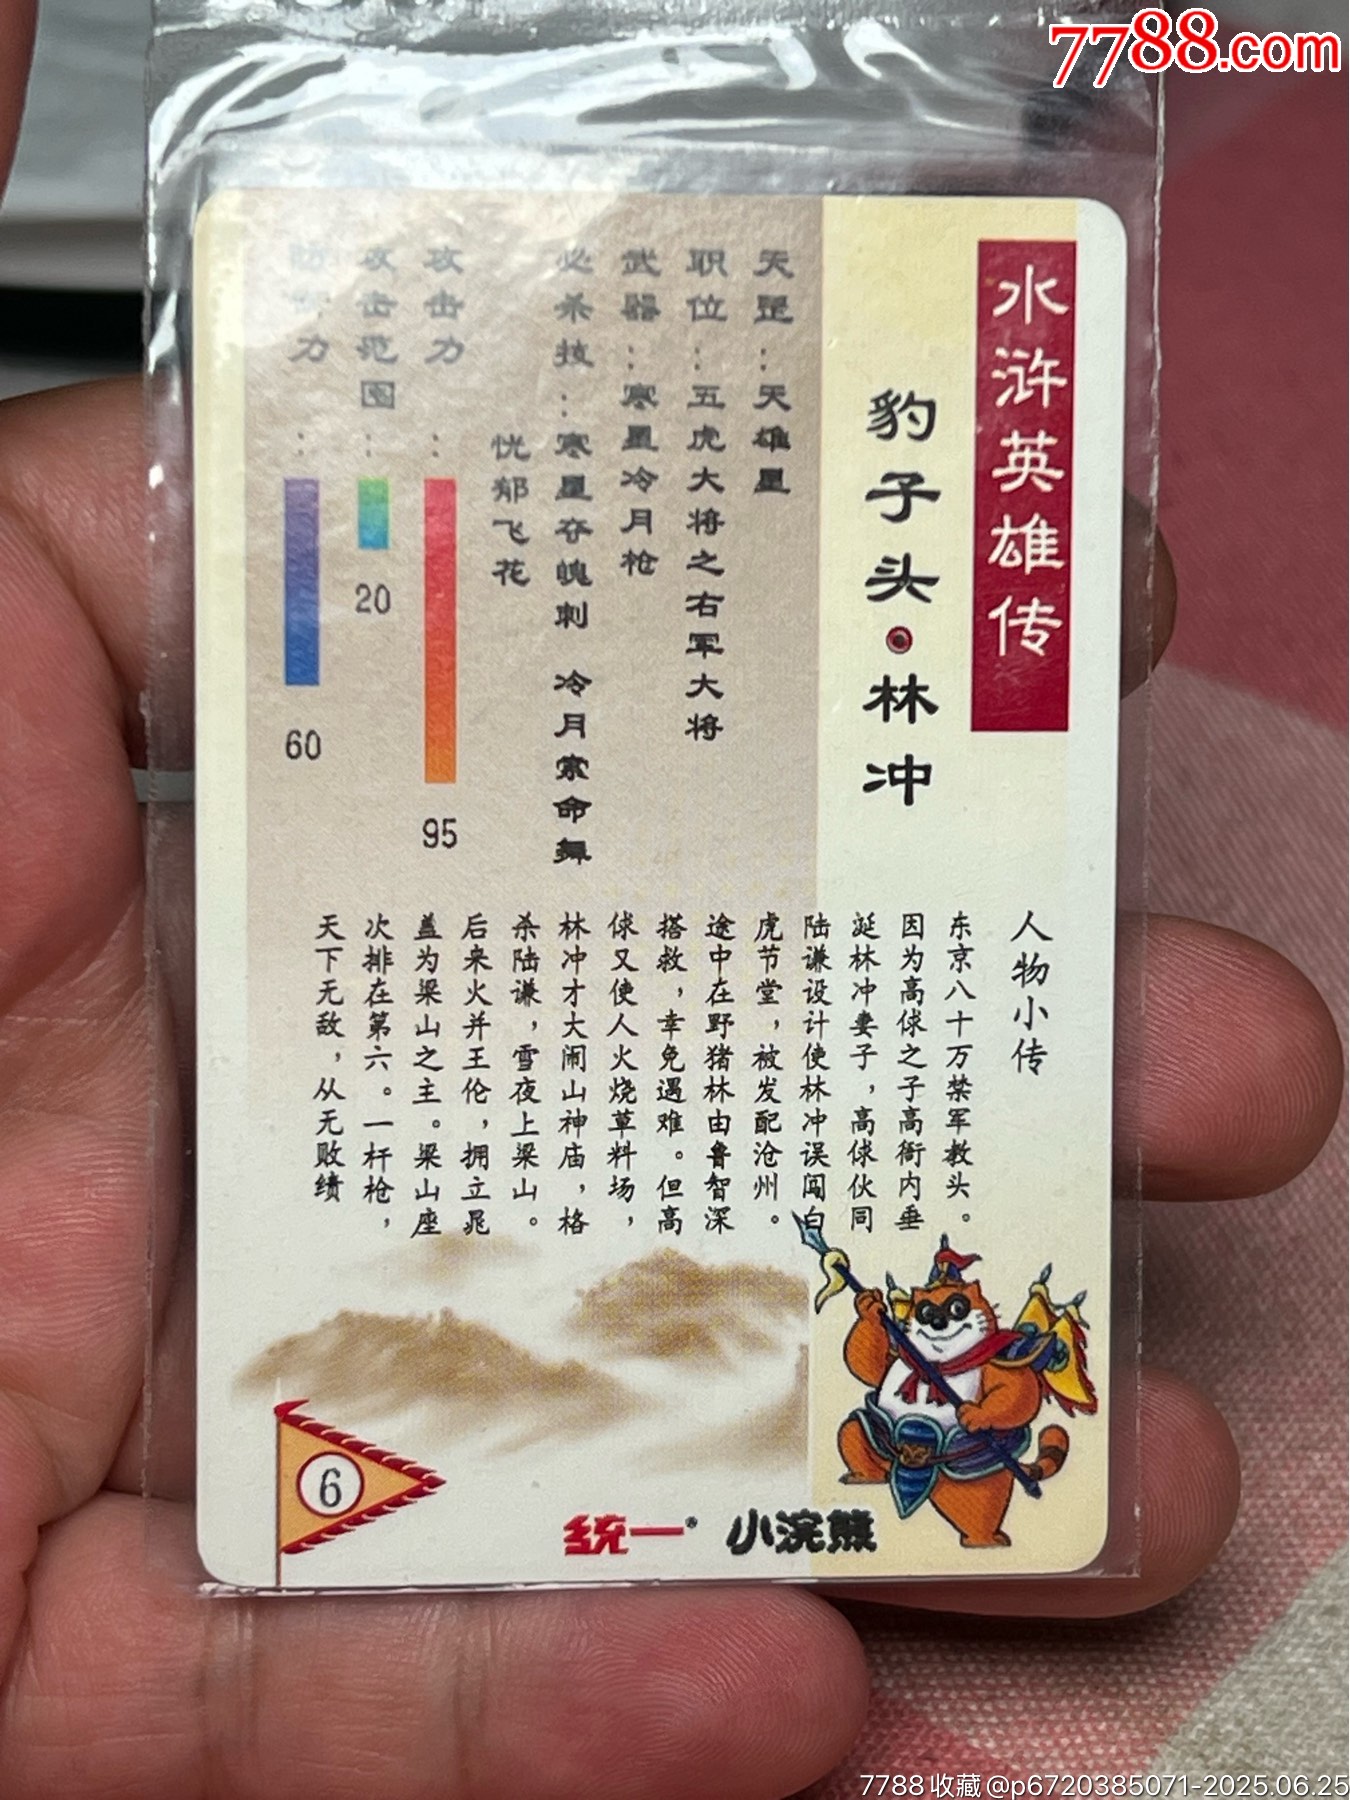 7788.com
水浒英雄传
豹子头·林冲
天罡：天雄星
职位：五虎大将之右军大将
武器：寒星冷月枪
必杀技：寒星夺魄刺 冷月索命舞
恍郁飞花
攻击力：95
攻击范围：20
防御力：60
人物小传
东京八十万禁军教头。
因为高俅之子高衙内垂
涎林冲妻子，高俅伙同
陆谦设计使林冲误闯白
虎节堂，被发配沧州。
途中在野猪林由鲁智深
搭救，幸免遇难。但高
俅又使人火烧草料场，
林冲才大闹山神庙，格
杀陆谦，雪夜上梁山。
后来火并王伦，拥立晁
盖为梁山之主。梁山座
次排在第六。一杆枪，
天下无敌，从无败绩
6
统一® 小浣熊
7788收藏@p6720385071-2025.06.25